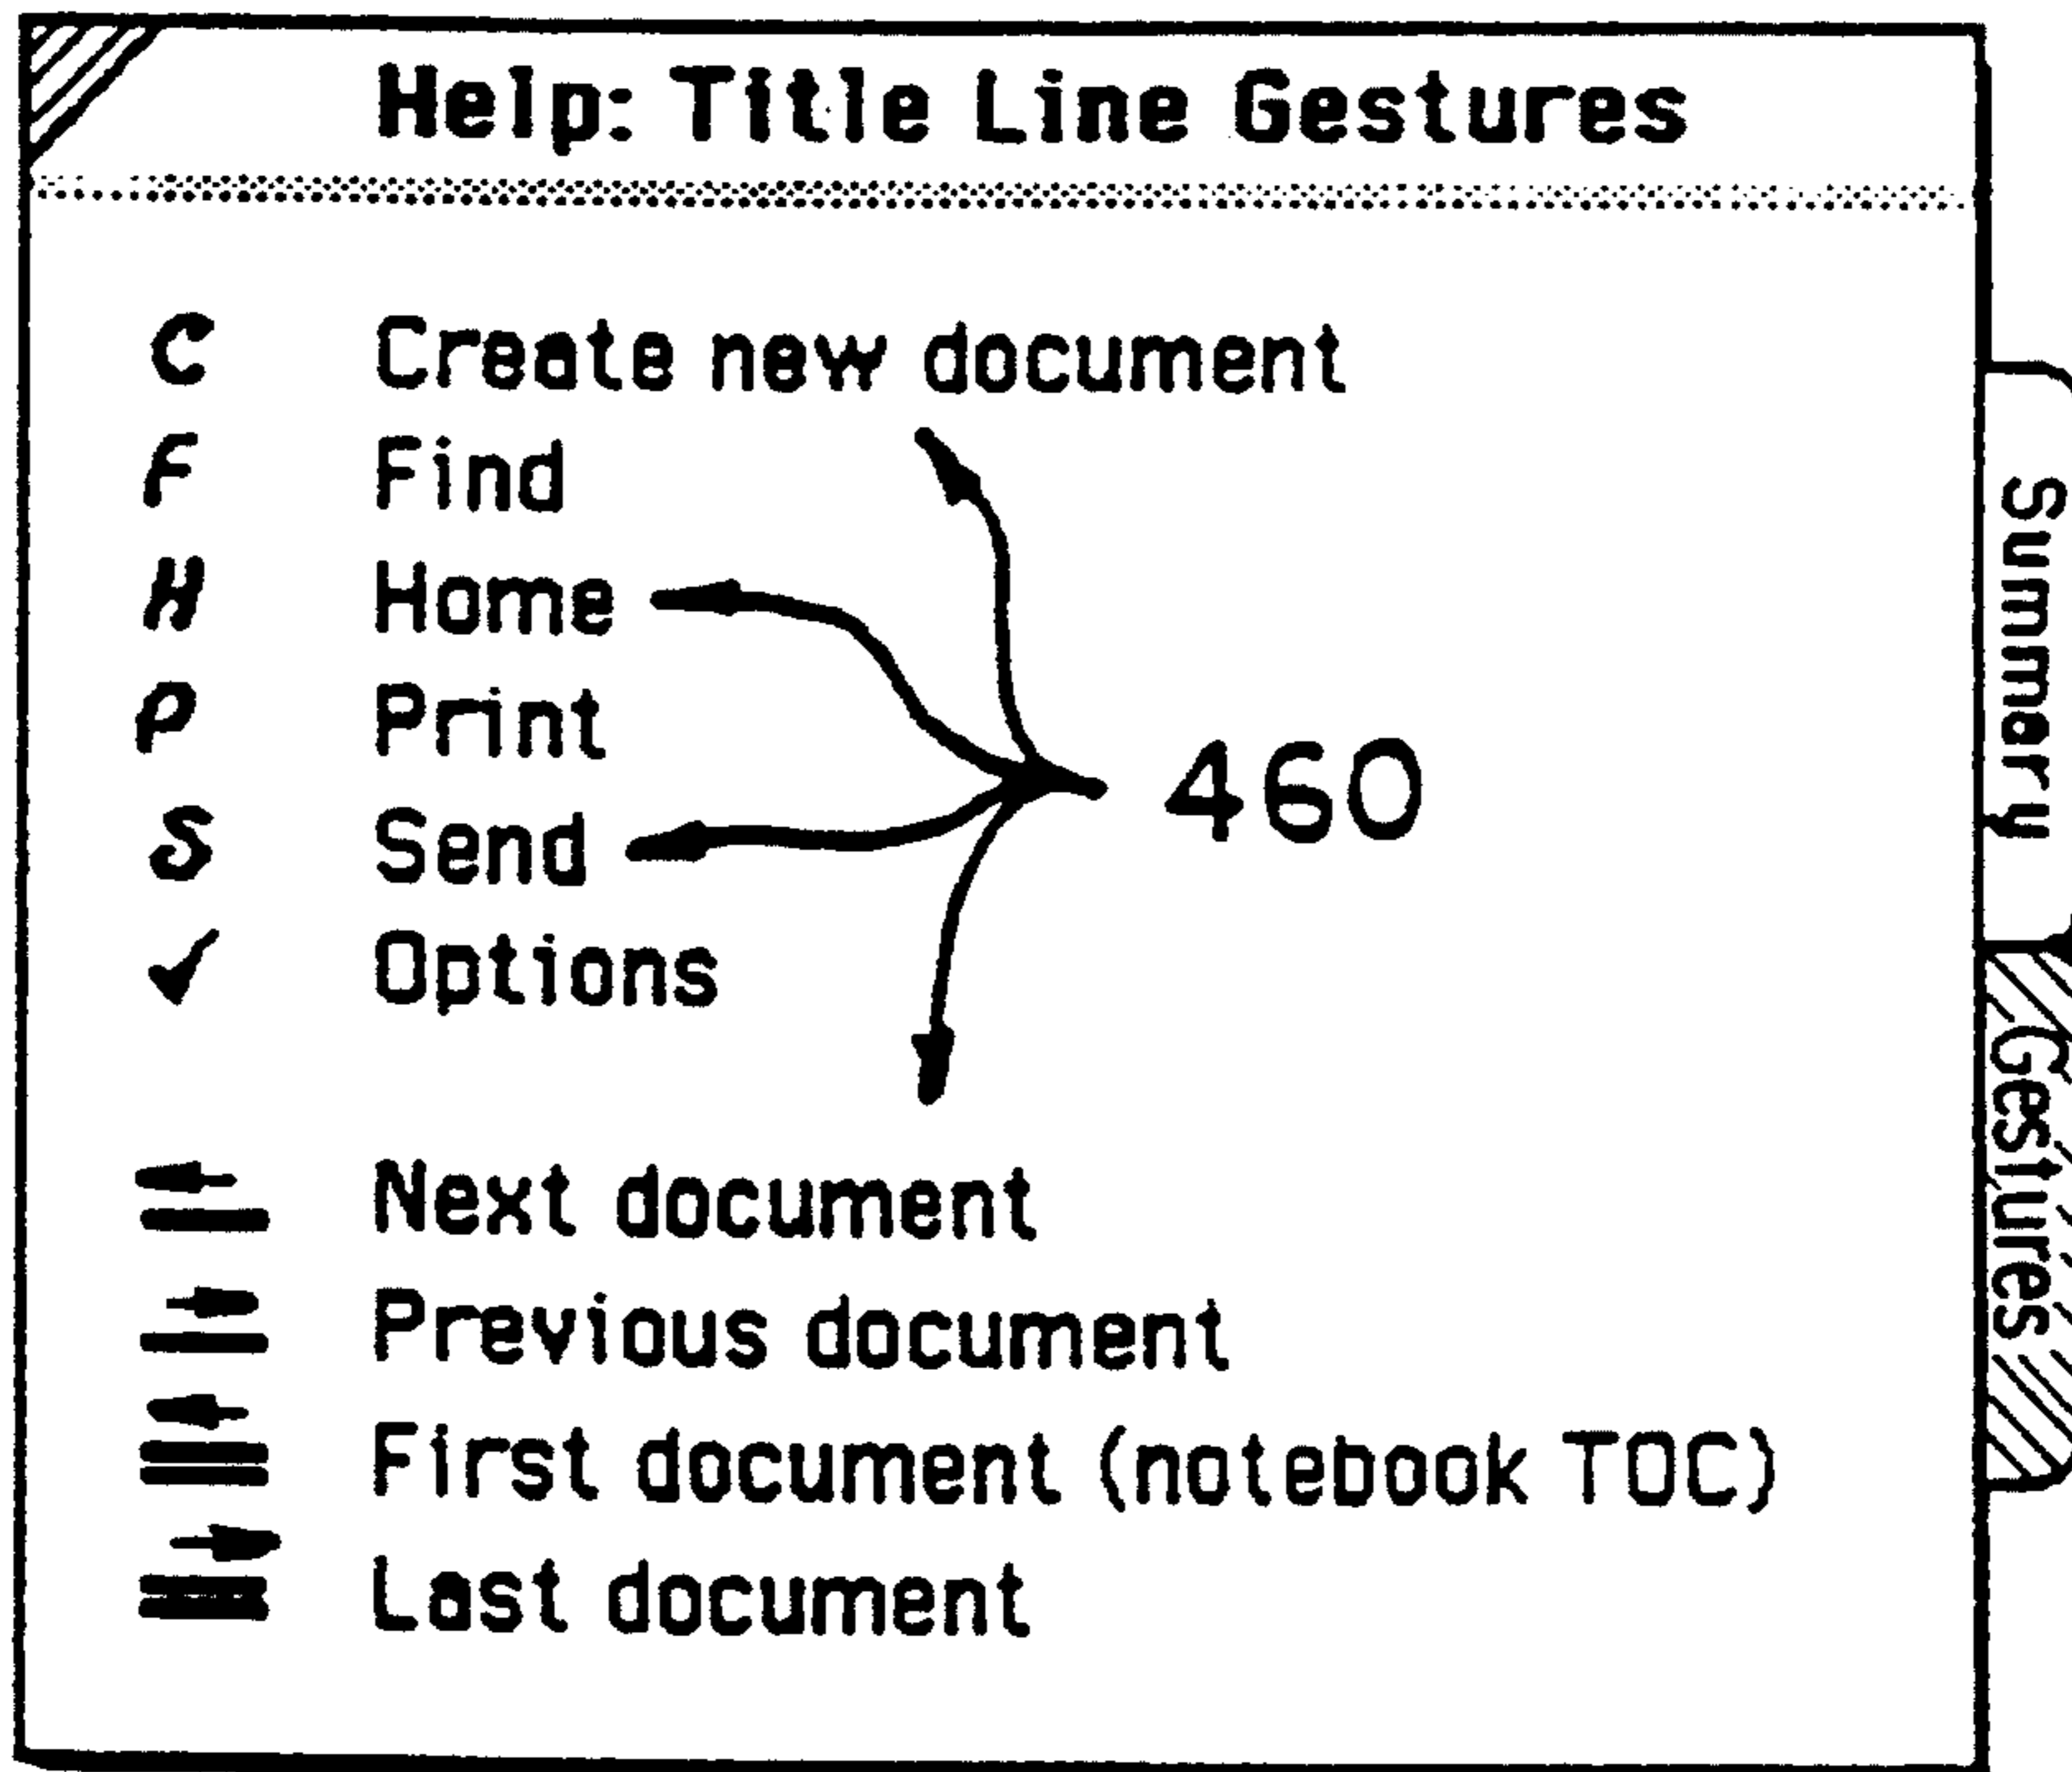 Help: Title Line Gestures
C Create new document
F Find
H Home
P Print
460
S Send
✓ Options
Next document
Previous document
First document (notebook TOC)
Last document
Summary
Gestures